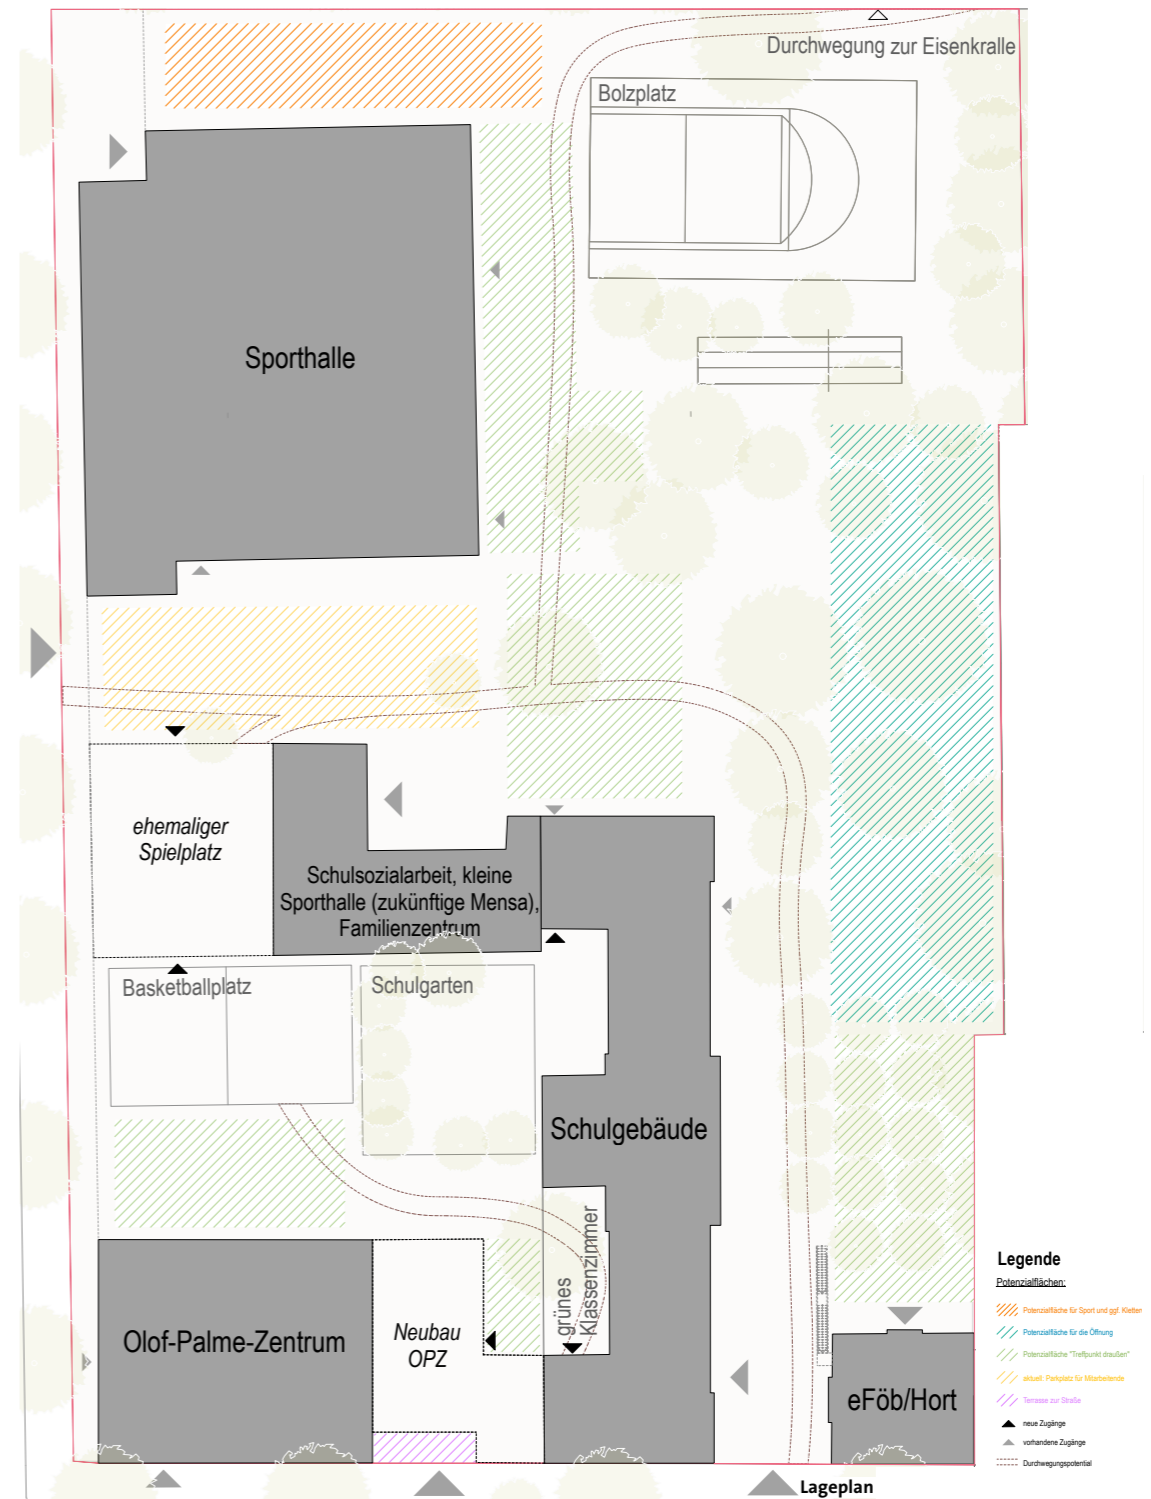 Durchwegung zur Eisenkralle
Bolzplatz
Sporthalle
ehemaliger
Spielplatz
Schulsozialarbeit, kleine
Sporthalle (zukünftige Mensa),
Familienzentrum
Basketballplatz
Schulgarten
Schulgebäude
grünes
Klassenzimmer
Olof-Palme-Zentrum
Neubau
OPZ
eFöb/Hort
Legende
Potenzialflächen:
Potenzialfläche für Sport und ggf. Klettern
Potenzialfläche für die Öffnung
Potenzialfläche "Treffpunkt draußen"
aktuell: Parkplatz für Mitarbeitende
Terrasse zur Straße
neue Zugänge
vorhandene Zugänge
Durchwegungspotential
Lageplan